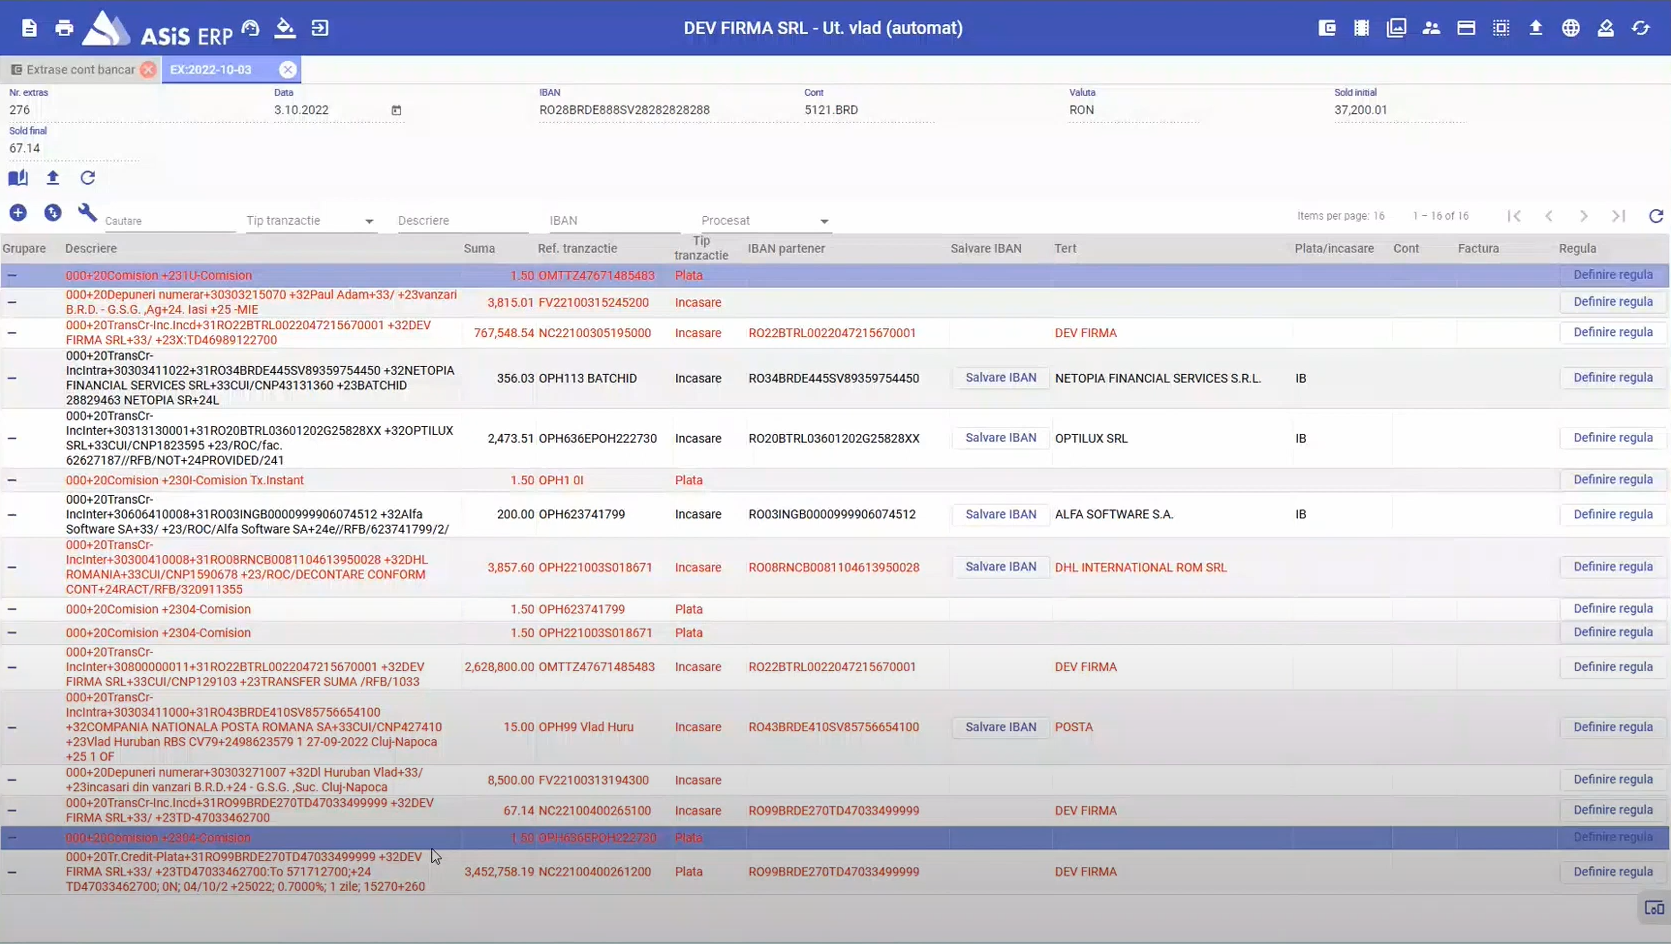 ASiS ERP
DEV FIRMA SRL - Ut. vlad (automat)
Extrase cont bancar
EX:2022-10-03
Nr. extras
Data
IBAN
Cont
Valuta
Sold initial
276
3.10.2022
RO28BRDE888SV28282828288
5121.BRD
RON
37,200.01
Sold final
67.14
Cautare
Tip tranzactie
Descriere
IBAN
Procesat
Items per page: 16
1 – 16 of 16
Grupare
Descriere
Suma
Ref. tranzactie
Tip
tranzactie
IBAN partener
Salvare IBAN
Tert
Plata/incasare
Cont
Factura
Regula
000+20Comision +231U-Comision
1.50 OMTTZ47671485483 Plata
Definire regula
000+20Depuneri numerar+30303215070 +32Paul Adam+33/ +23vanzari
B.R.D. - G.S.G. ,Ag+24. Iasi +25 -MIE
3,815.01 FV22100315245200 Incasare
Definire regula
000+20TransCr-Inc.Incd+31RO22BTRL0022047215670001 +32DEV
FIRMA SRL+33/ +23X:TD46989122700
767,548.54 NC22100305195000 Incasare RO22BTRL0022047215670001 DEV FIRMA
Definire regula
000+20TransCr-
IncIntra+30303411022+31RO34BRDE445SV89359754450 +32NETOPIA
FINANCIAL SERVICES SRL+33CUI/CNP43131360 +23BATCHID
28829463 NETOPIA SR+24L
356.03 OPH113 BATCHID Incasare RO34BRDE445SV89359754450 Salvare IBAN NETOPIA FINANCIAL SERVICES S.R.L. IB
Definire regula
000+20TransCr-
IncInter+30313130001+31RO20BTRL03601202G25828XX +32OPTILUX
SRL+33CUI/CNP1823595 +23/ROC/fac.
62627187//RFB/NOT+24PROVIDED/241
2,473.51 OPH636EPOH222730 Incasare RO20BTRL03601202G25828XX Salvare IBAN OPTILUX SRL IB
Definire regula
000+20Comision +230I-Comision Tx.Instant
1.50 OPH1 0I Plata
Definire regula
000+20TransCr-
IncInter+30606410008+31RO03INGB0000999906074512 +32Alfa
Software SA+33/ +23/ROC/Alfa Software SA+24e//RFB/623741799/2/
200.00 OPH623741799 Incasare RO03INGB0000999906074512 Salvare IBAN ALFA SOFTWARE S.A. IB
Definire regula
000+20TransCr-
IncInter+30300410008+31RO08RNCB0081104613950028 +32DHL
ROMANIA+33CUI/CNP1590678 +23/ROC/DECONTARE CONFORM
CONT+24RACT/RFB/320911355
3,857.60 OPH221003S018671 Incasare RO08RNCB0081104613950028 Salvare IBAN DHL INTERNATIONAL ROM SRL
Definire regula
000+20Comision +2304-Comision
1.50 OPH623741799 Plata
Definire regula
000+20Comision +2304-Comision
1.50 OPH221003S018671 Plata
Definire regula
000+20TransCr-
IncInter+30800000011+31RO22BTRL0022047215670001 +32DEV
FIRMA SRL+33CUI/CNP129103 +23TRANSFER SUMA /RFB/1033
2,628,800.00 OMTTZ47671485483 Incasare RO22BTRL0022047215670001 DEV FIRMA
Definire regula
000+20TransCr-
IncIntra+30303411000+31RO43BRDE410SV85756654100
+32COMPANIA NATIONALA POSTA ROMANA SA+33CUI/CNP427410
+23Vlad Huruban RBS CV79+2498623579 1 27-09-2022 Cluj-Napoca
+25 1 OF
15.00 OPH99 Vlad Huru Incasare RO43BRDE410SV85756654100 Salvare IBAN POSTA
Definire regula
000+20Depuneri numerar+30303271007 +32Dl Huruban Vlad+33/
+23incasari din vanzari B.R.D.+24 - G.S.G. ,Suc. Cluj-Napoca
8,500.00 FV22100313194300 Incasare
Definire regula
000+20TransCr-Inc.Incd+31RO99BRDE270TD47033499999 +32DEV
FIRMA SRL+33/ +23TD-47033462700
67.14 NC22100400265100 Incasare RO99BRDE270TD47033499999 DEV FIRMA
Definire regula
000+20Comision +2304-Comision
1.50 OPH636EPOH222730 Plata
Definire regula
000+20Tr.Credit-Plata+31RO99BRDE270TD47033499999 +32DEV
FIRMA SRL+33/ +23TD47033462700:To 571712700;+24
TD47033462700; 0N; 04/10/2 +25022; 0.7000%; 1 zile; 15270+260
3,452,758.19 NC22100400261200 Plata RO99BRDE270TD47033499999 DEV FIRMA
Definire regula